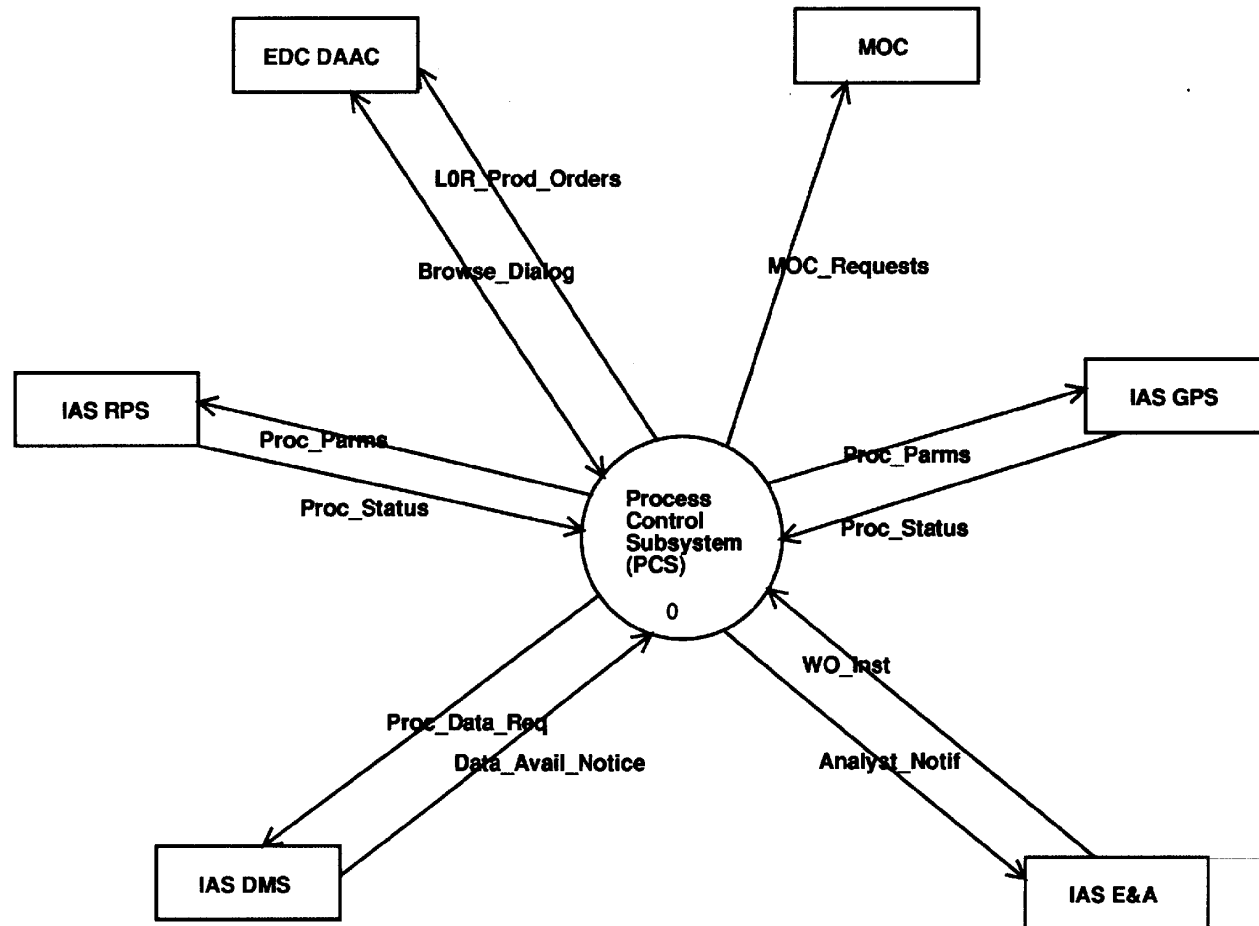 EDC DAAC
MOC
L0R_Prod_Orders
Browse_Dialog
MOC_Requests
IAS RPS
IAS GPS
Proc_Parms
Proc_Parms
Proc_Status
Proc_Status
Process
Control
Subsystem
(PCS)
0
WO_Inst
Proc_Data_Req
Data_Avail_Notice
Analyst_Notif
IAS DMS
IAS E&A